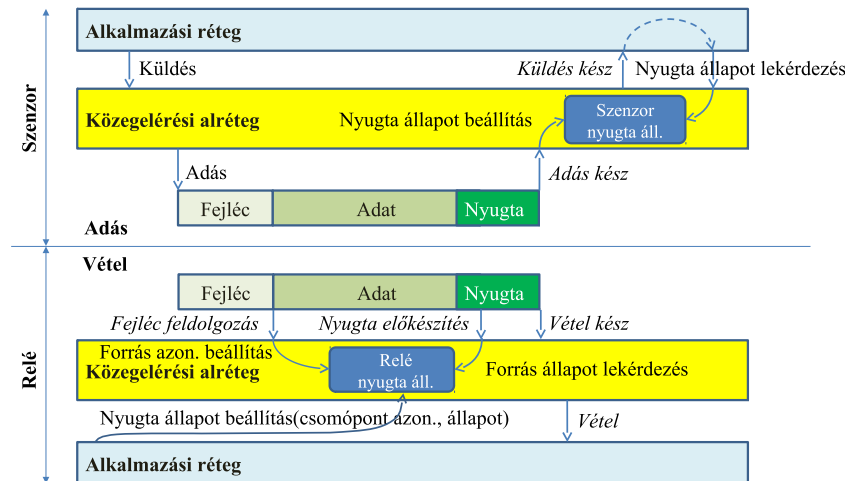 Alkalmazási réteg
Küldés
Küldés kész
Nyugta állapot lekérdezés
Szenzor
Közegelérési alréteg
Nyugta állapot beállítás
Szenzor
nyugta áll.
Adás
Adás kész
Fejléc
Adat
Nyugta
Adás
Vétel
Fejléc
Adat
Nyugta
Fejléc feldolgozás
Nyugta előkészítés
Vétel kész
Relé
Forrás azon. beállítás
Közegelérési alréteg
Relé
nyugta áll.
Forrás állapot lekérdezés
Nyugta állapot beállítás(csomópont azon., állapot)
Vétel
Alkalmazási réteg